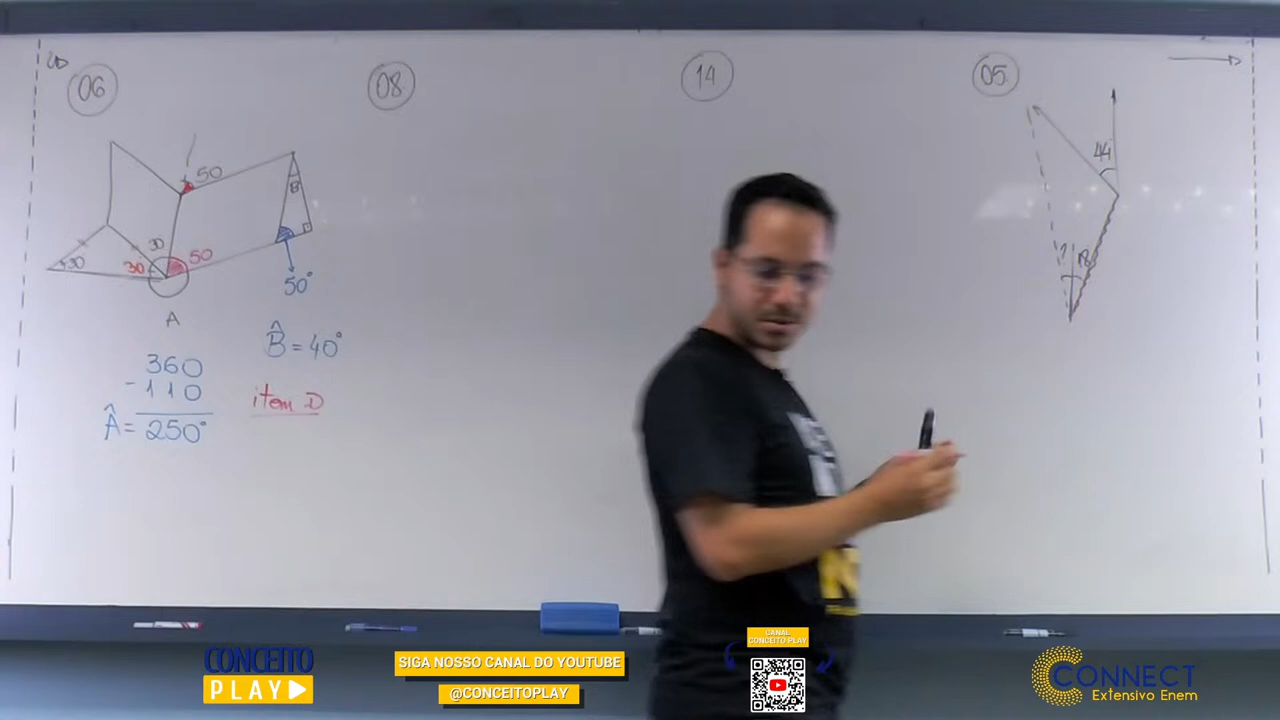 06
08
14
05
50
B
44
30
50
30
30
?
18
50°
A
B̂ = 40°
360
- 110
Â = 250°
item D
CONCEITO
PLAY
SIGA NOSSO CANAL DO YOUTUBE
@CONCEITOPLAY
CANAL
CONCEITO PLAY
CONNECT
Extensivo Enem